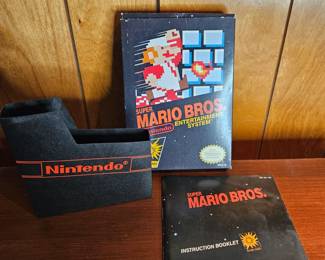 Nintendo®
SUPER
MARIO BROS.
Nintendo
ENTERTAINMENT
SYSTEM
SUPER
MARIO BROS.
INSTRUCTION BOOKLET